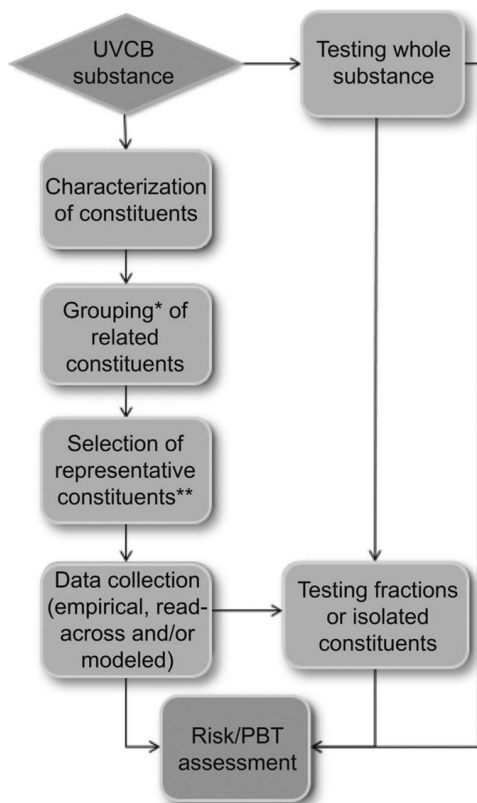 UVCB
substance
Testing whole
substance
Characterization
of constituents
Grouping* of
related
constituents
Selection of
representative
constituents**
Data collection
(empirical, read-
across and/or
modeled)
Testing fractions
or isolated
constituents
Risk/PBT
assessment